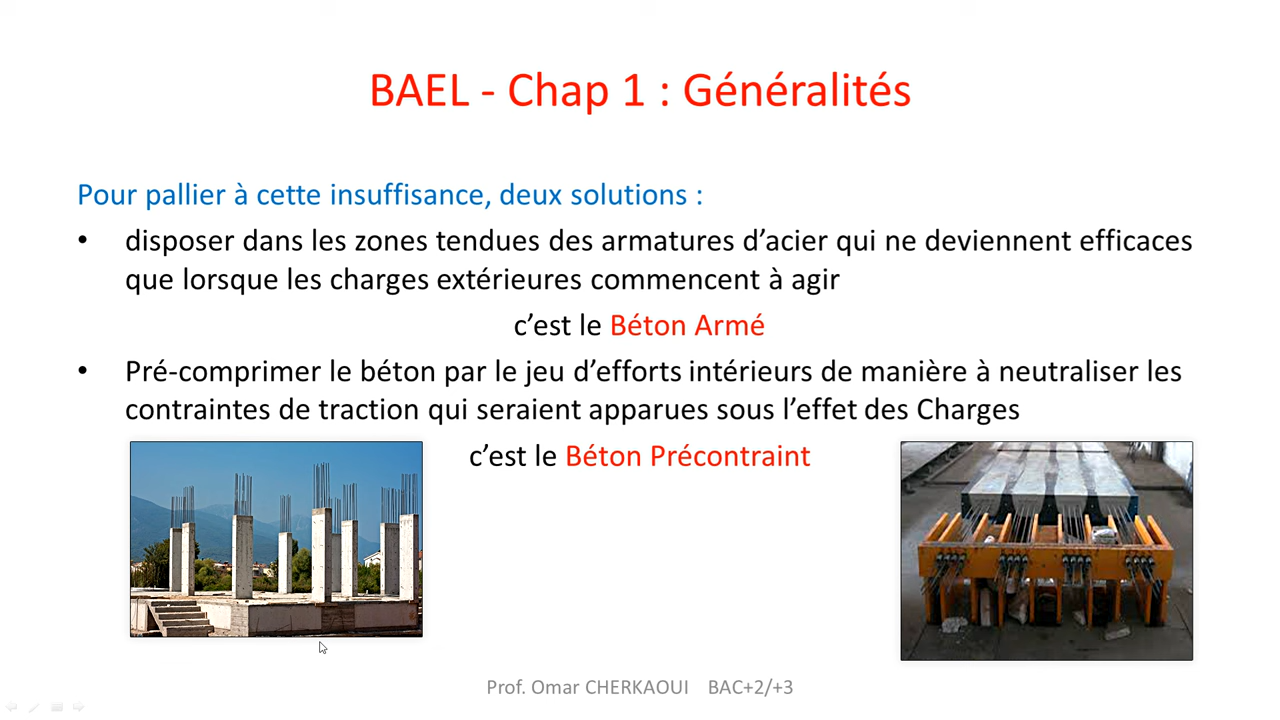 BAEL - Chap 1 : Généralités
Pour pallier à cette insuffisance, deux solutions :
• disposer dans les zones tendues des armatures d’acier qui ne deviennent efficaces
que lorsque les charges extérieures commencent à agir
c’est le Béton Armé
• Pré-comprimer le béton par le jeu d’efforts intérieurs de manière à neutraliser les
contraintes de traction qui seraient apparues sous l’effet des Charges
c’est le Béton Précontraint
Prof. Omar CHERKAOUI BAC+2/+3